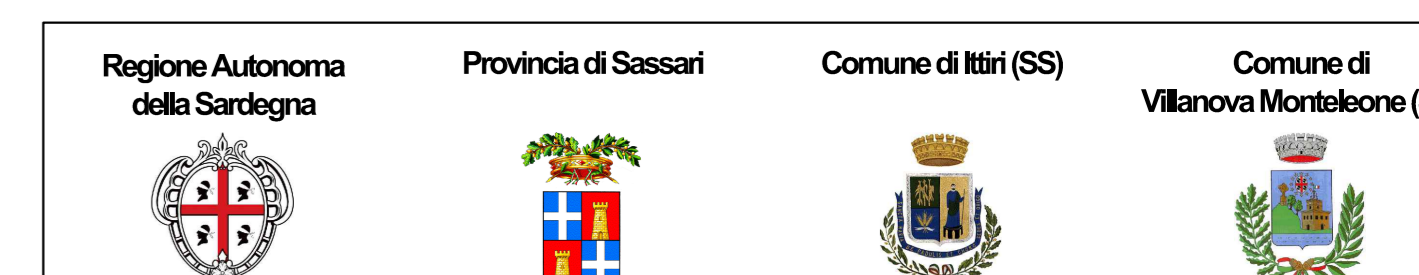 Regione Autonoma
della Sardegna
Provincia di Sassari
Comune di Ittiri (SS)
Comune di
Villanova Monteleone (